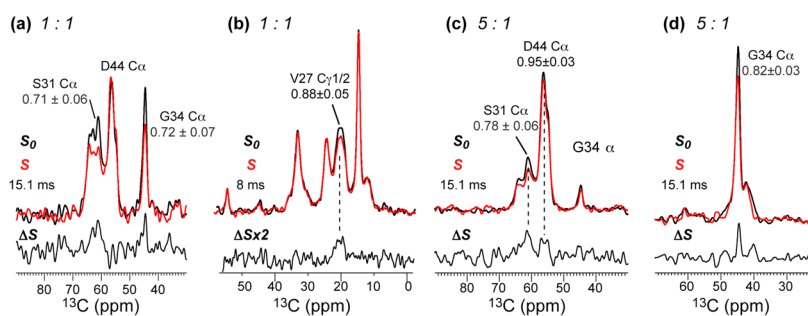 (a) 1 : 1
D44 Cα
S31 Cα
0.71 ± 0.06
G34 Cα
0.72 ± 0.07
S0
S
15.1 ms
ΔS
80 70 60 50 40
13C (ppm)
(b) 1 : 1
V27 Cγ1/2
0.88±0.05
S0
S
8 ms
ΔSx2
50 40 30 20 10 0
13C (ppm)
(c) 5 : 1
D44 Cα
0.95±0.03
S31 Cα
0.78 ± 0.06
G34 α
S0
S
15.1 ms
ΔS
90 80 70 60 50 40 30
13C (ppm)
(d) 5 : 1
G34 Cα
0.82±0.03
S0
S
15.1 ms
ΔS
70 60 50 40 30
13C (ppm)